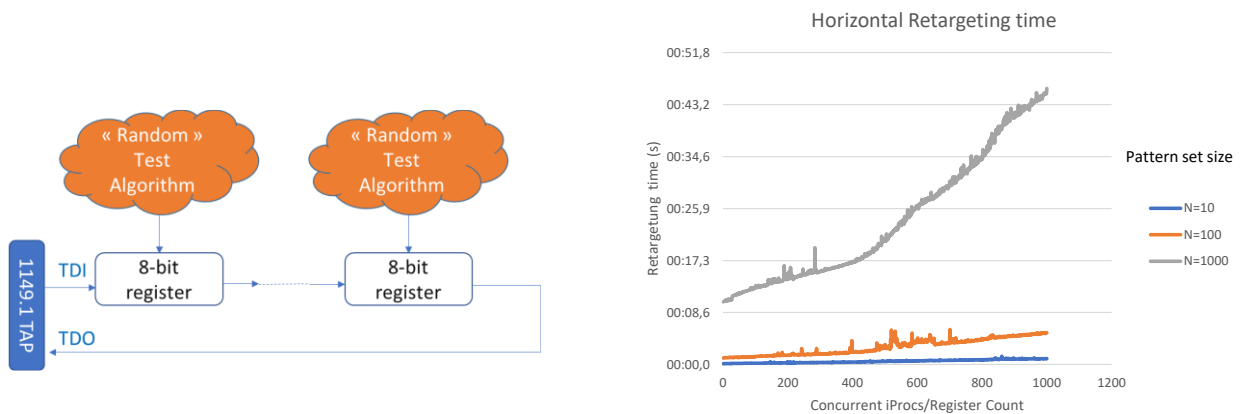 « Random »
Test
Algorithm
« Random »
Test
Algorithm
1149.1 TAP
TDI
TDO
8-bit
register
8-bit
register
Horizontal Retargeting time
00:51,8
00:43,2
00:34,6
00:25,9
00:17,3
00:08,6
00:00,0
Retargetung time (s)
0
200
400
600
800
1000
1200
Concurrent iProcs/Register Count
Pattern set size
N=10
N=100
N=1000